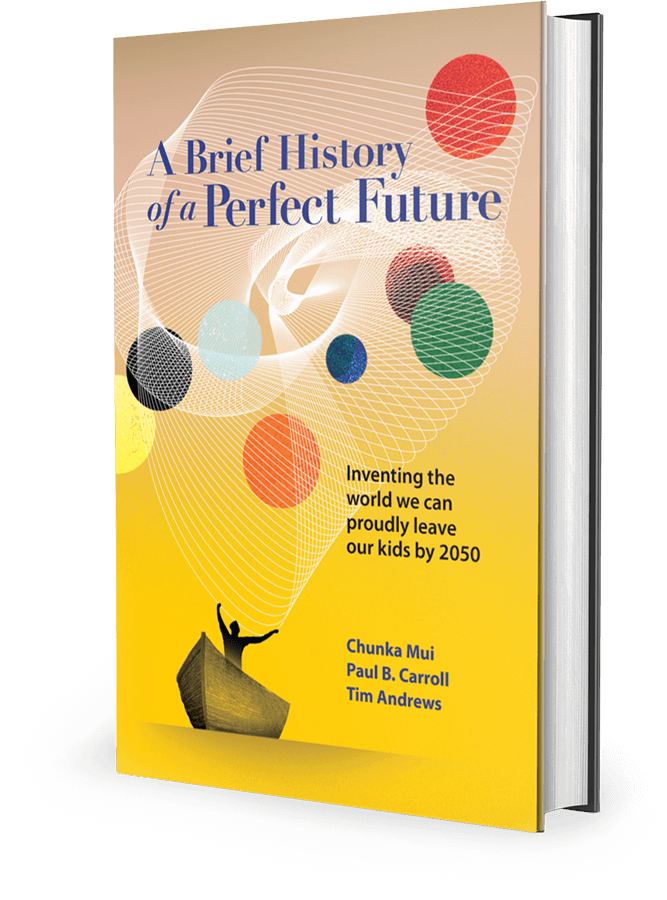 A Brief History
of a Perfect Future
Inventing the
world we can
proudly leave
our kids by 2050
Chunka Mui
Paul B. Carroll
Tim Andrews